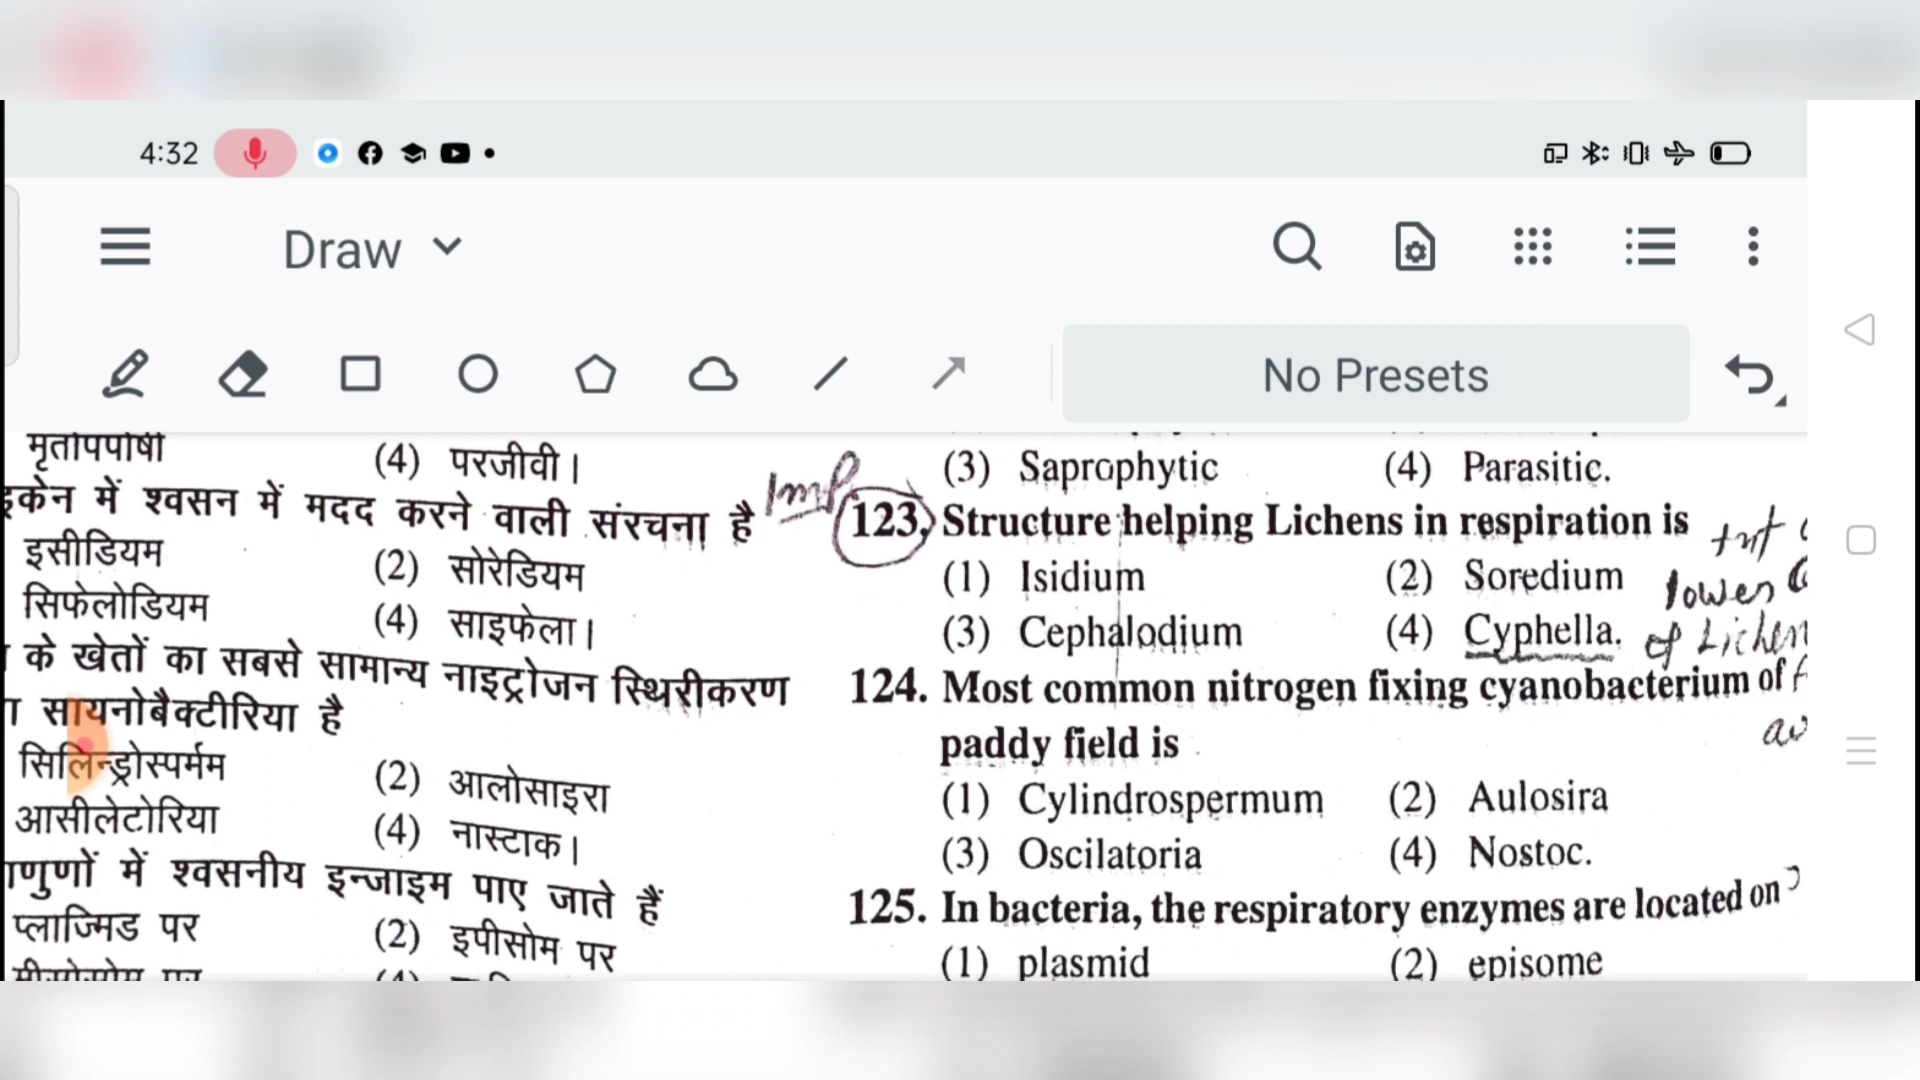 4:32
Draw
No Presets
मृतोपपोषी (4) परजीवी।
में श्वसन में मदद करने वाली संरचना है
इसीडियम (2) सोरेडियम
सिफेलोडियम (4) साइफेला।
के खेतों का सबसे सामान्य नाइट्रोजन स्थिरीकरण
सायनोबैक्टीरिया है
सिलिन्ड्रोस्पर्मम (2) आलोसाइरा
आसीलेटोरिया (4) नास्टाक।
में श्वसनीय इन्जाइम पाए जाते हैं
प्लाज्मिड पर (2) इपीसोम पर
(3) Saprophytic (4) Parasitic.
Imp
123. Structure helping Lichens in respiration is
(1) Isidium (2) Soredium
lower
(3) Cephalodium (4) Cyphella.
of Lichen
124. Most common nitrogen fixing cyanobacterium of
paddy field is
(1) Cylindrospermum (2) Aulosira
(3) Oscilatoria (4) Nostoc.
125. In bacteria, the respiratory enzymes are located on
(1) plasmid (2) episome